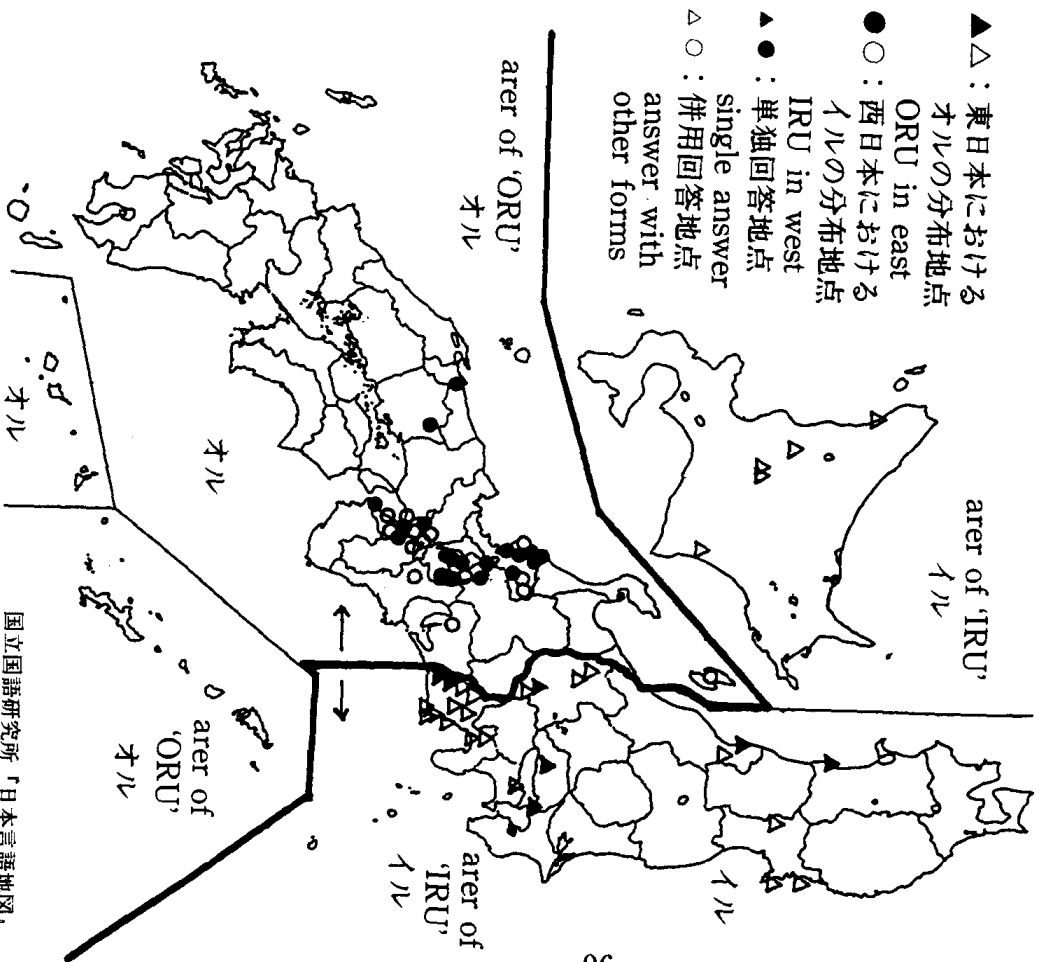 ▲△：東日本における
オルの分布地点
ORU in east
●○：西日本における
イルの分布地点
IRU in west
▲●：単独回答地点
single answer
△○：併用回答地点
answer with
other forms
arer of 'IRU'
イル
arer of 'ORU'
オル
イル
オル
オル
arer of
'IRU'
イル
arer of
'ORU'
オル
国立国語研究所『日本言語地図』